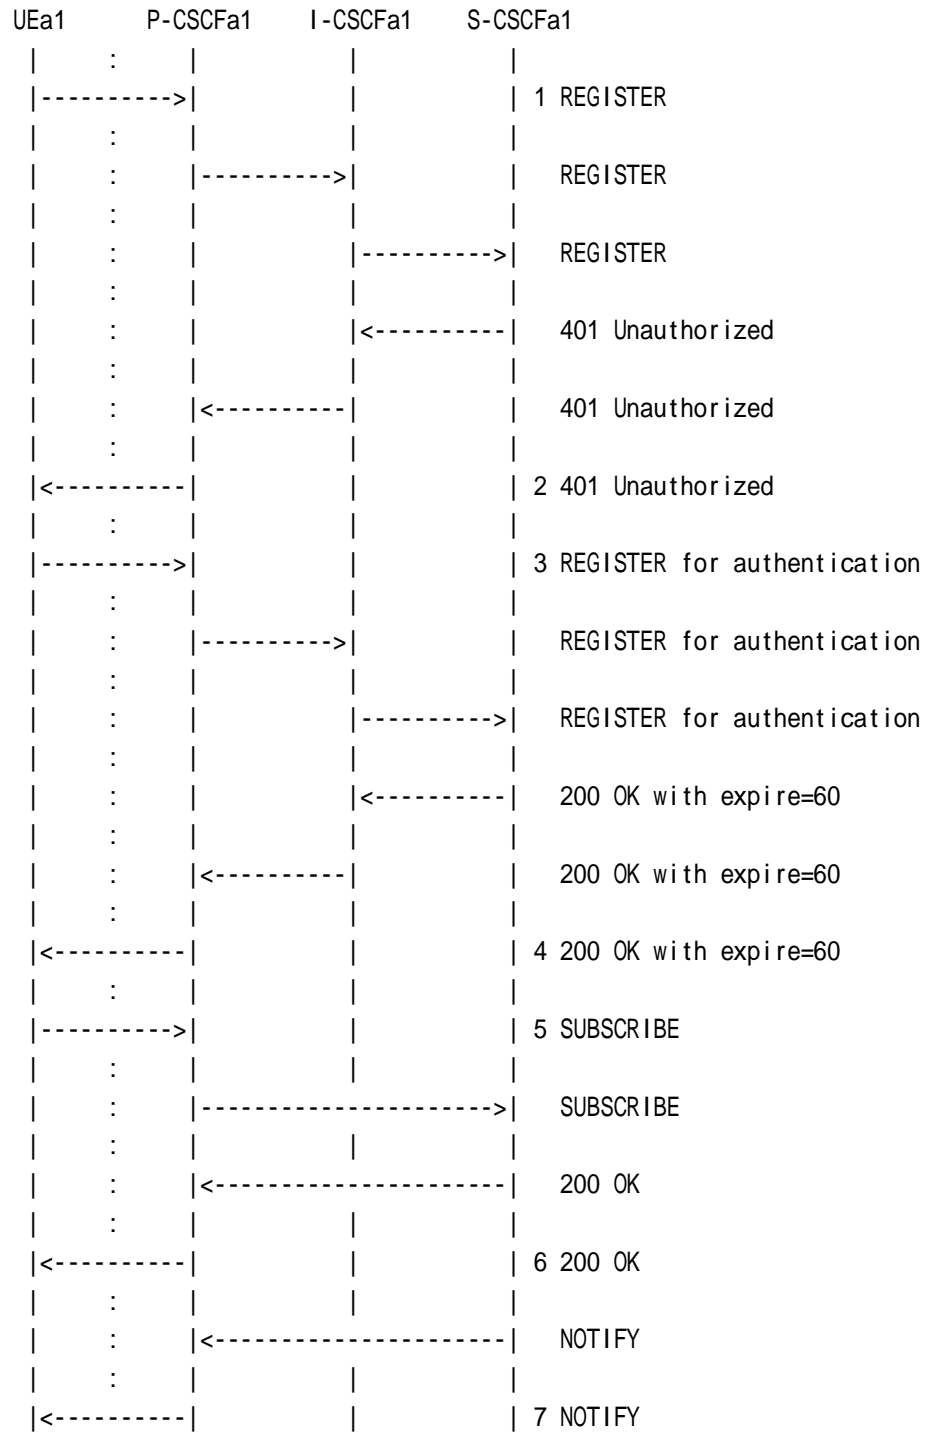 UEa1 P-CSCFa1 I-CSCFa1 S-CSCFa1
| : | | |
|---------->| | | 1 REGISTER
| : | | |
| : |---------->| | REGISTER
| : | | |
| : | |---------->| REGISTER
| : | | |
| : | |<----------| 401 Unauthorized
| : | | |
| : |<----------| | 401 Unauthorized
| : | | |
|<----------| | | 2 401 Unauthorized
| : | | |
|---------->| | | 3 REGISTER for authentication
| : | | |
| : |---------->| | REGISTER for authentication
| : | | |
| : | |---------->| REGISTER for authentication
| : | | |
| : | |<----------| 200 OK with expire=60
| : | | |
| : |<----------| | 200 OK with expire=60
| : | | |
|<----------| | | 4 200 OK with expire=60
| : | | |
|---------->| | | 5 SUBSCRIBE
| : | | |
| : |---------------------->| SUBSCRIBE
| : | | |
| : |<----------------------| 200 OK
| : | | |
|<----------| | | 6 200 OK
| : | | |
| : |<----------------------| NOTIFY
| : | | |
|<----------| | | 7 NOTIFY